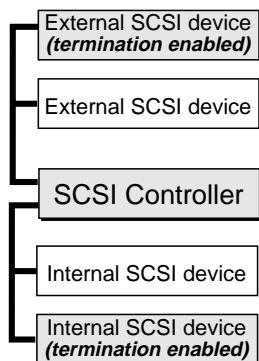 External SCSI device
(termination enabled)
External SCSI device
SCSI Controller
Internal SCSI device
Internal SCSI device
(termination enabled)